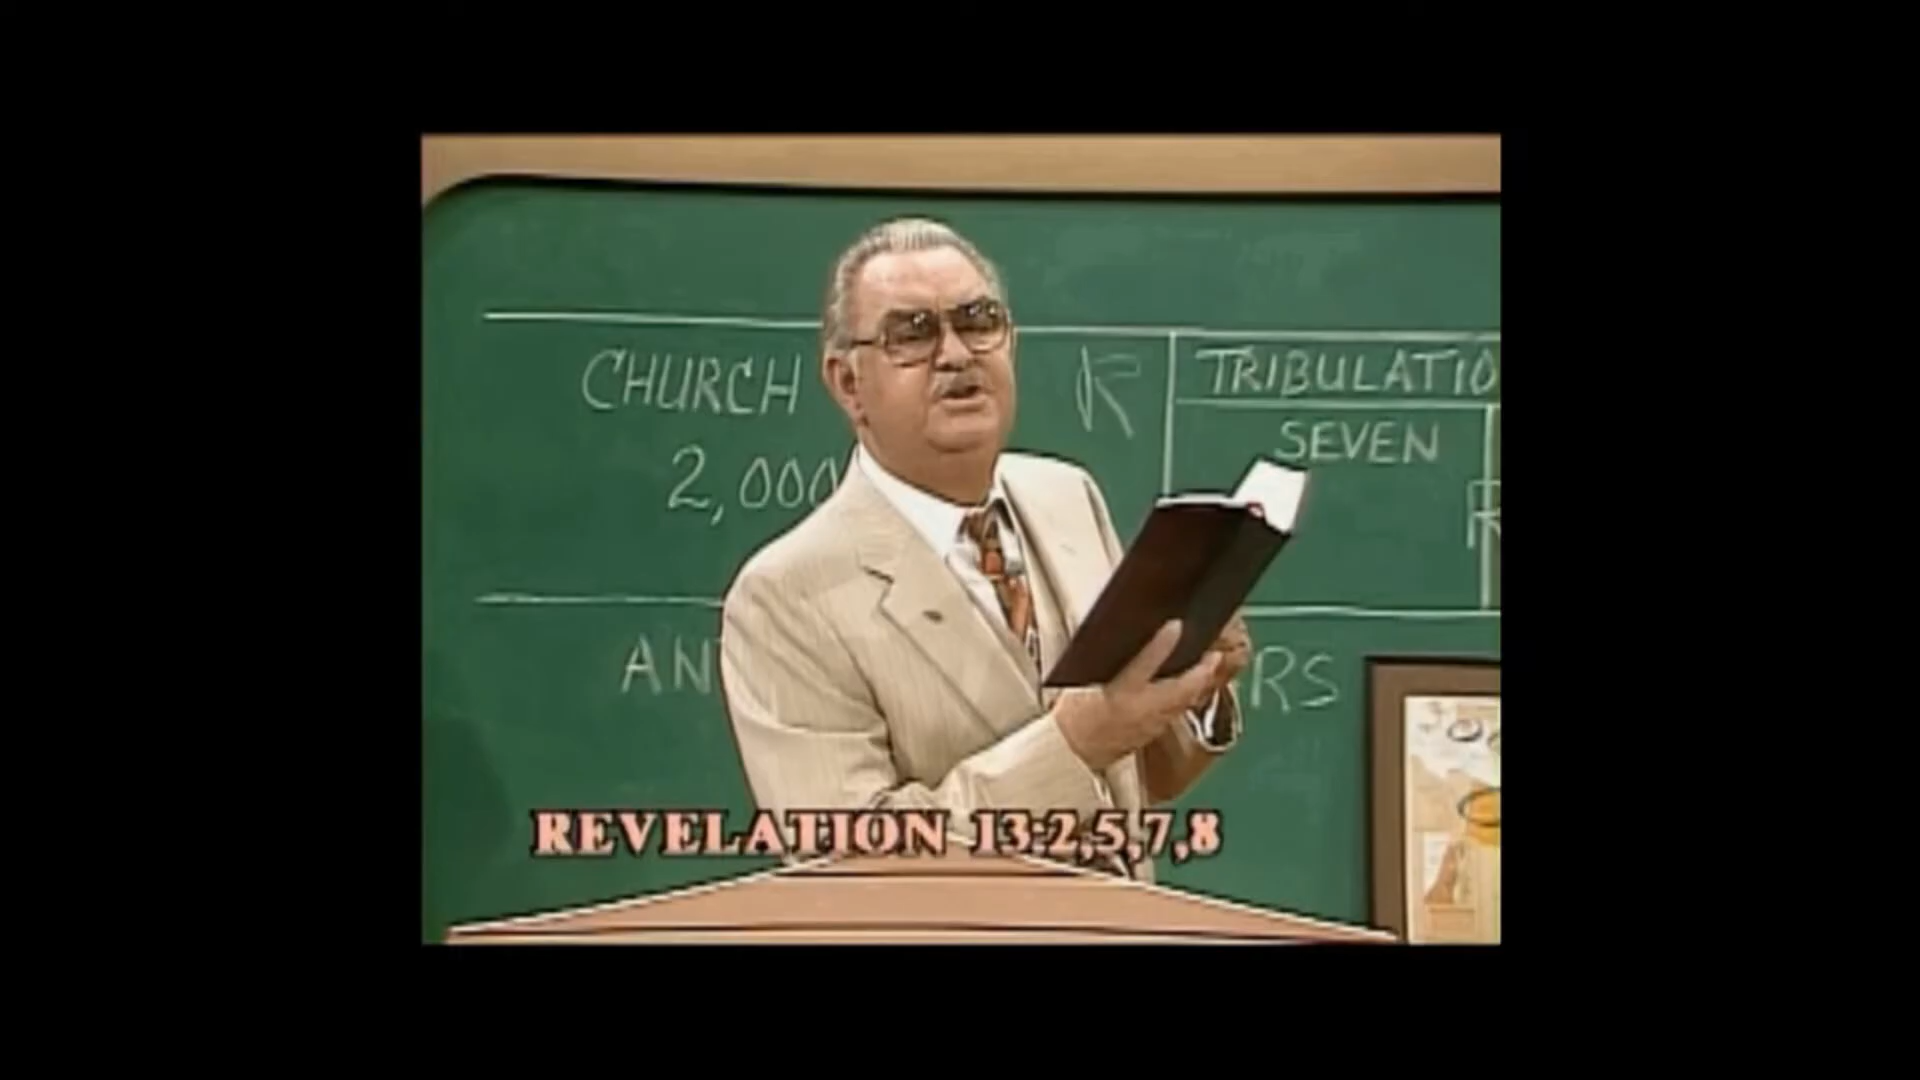 CHURCH
R
TRIBULATIO
SEVEN
2,000
AN
RS
REVELATION 13:2,5,7,8